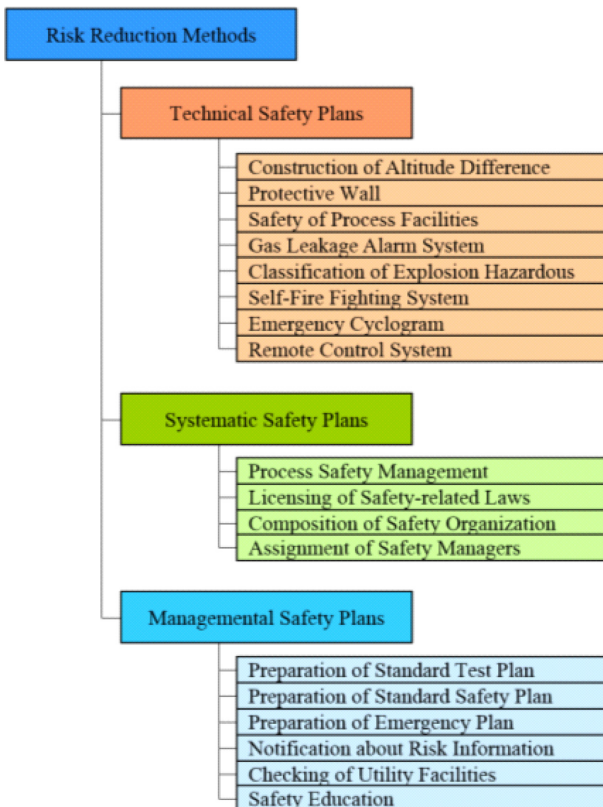 Risk Reduction Methods
Technical Safety Plans
Construction of Altitude Difference
Protective Wall
Safety of Process Facilities
Gas Leakage Alarm System
Classification of Explosion Hazardous
Self-Fire Fighting System
Emergency Cyclogram
Remote Control System
Systematic Safety Plans
Process Safety Management
Licensing of Safety-related Laws
Composition of Safety Organization
Assignment of Safety Managers
Managemental Safety Plans
Preparation of Standard Test Plan
Preparation of Standard Safety Plan
Preparation of Emergency Plan
Notification about Risk Information
Checking of Utility Facilities
Safety Education